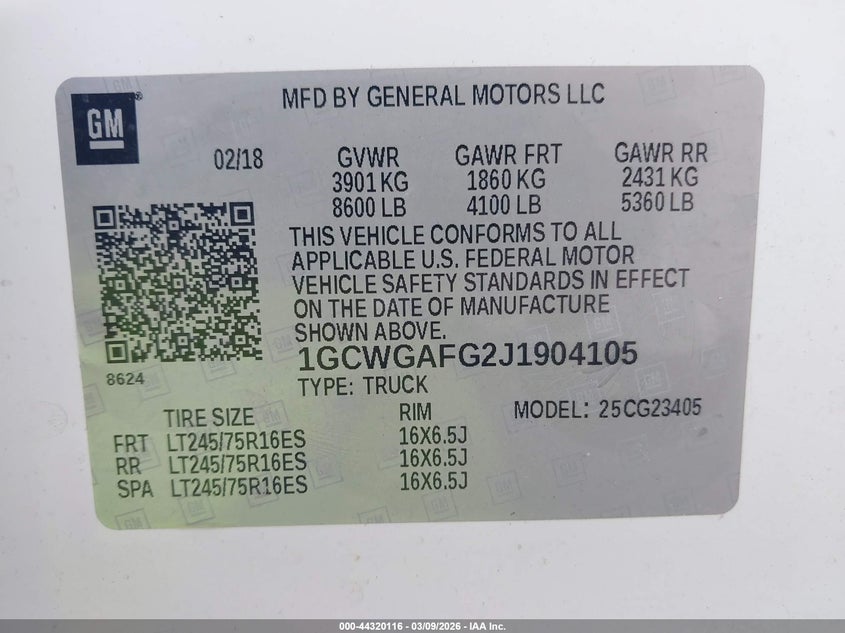 GM
MFD BY GENERAL MOTORS LLC
02/18 GVWR GAWR FRT GAWR RR
3901 KG 1860 KG 2431 KG
8600 LB 4100 LB 5360 LB
THIS VEHICLE CONFORMS TO ALL
APPLICABLE U.S. FEDERAL MOTOR
VEHICLE SAFETY STANDARDS IN EFFECT
ON THE DATE OF MANUFACTURE
SHOWN ABOVE.
8624
1GCWGAFG2J1904105
TYPE: TRUCK
TIRE SIZE RIM MODEL: 25CG23405
FRT LT245/75R16ES 16X6.5J
RR LT245/75R16ES 16X6.5J
SPA LT245/75R16ES 16X6.5J
000-44320116 - 03/09/2026 - IAA Inc.